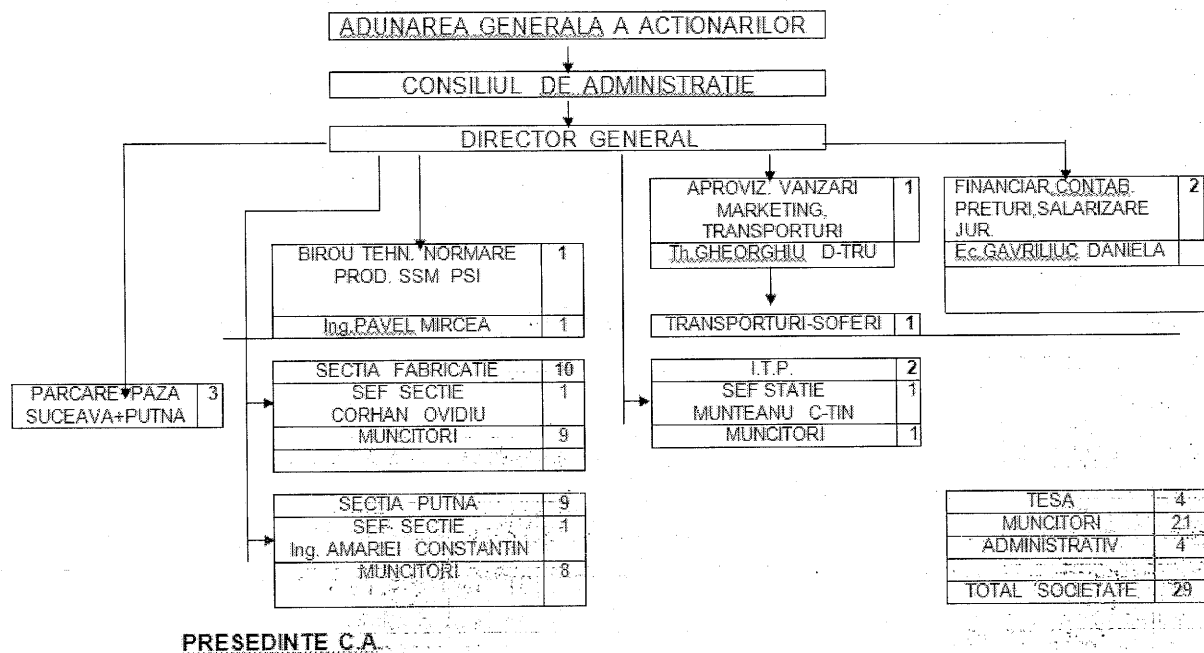 ADUNAREA GENERALA A ACTIONARILOR
CONSILIUL DE ADMINISTRATIE
DIRECTOR GENERAL
APROVIZ. VANZARI 1
MARKETING,
TRANSPORTURI
Th.GHEORGHIU D-TRU
FINANCIAR,CONTAB. 2
PRETURI,SALARIZARE
JUR.
Ec.GAVRILIUC DANIELA
BIROU TEHN. NORMARE 1
PROD. SSM PSI
Ing.PAVEL MIRCEA 1
TRANSPORTURI-SOFERI 1
PARCARE-PAZA 3
SUCEAVA+PUTNA
SECTIA FABRICATIE 10
SEF SECTIE 1
CORHAN OVIDIU
MUNCITORI 9
I.T.P. 2
SEF STATIE 1
MUNTEANU C-TIN
MUNCITORI 1
SECTIA PUTNA 9
SEF SECTIE 1
Ing. AMARIEI CONSTANTIN
MUNCITORI 8
TESA 4
MUNCITORI 21
ADMINISTRATIV 4
TOTAL SOCIETATE 29
PRESEDINTE C.A.